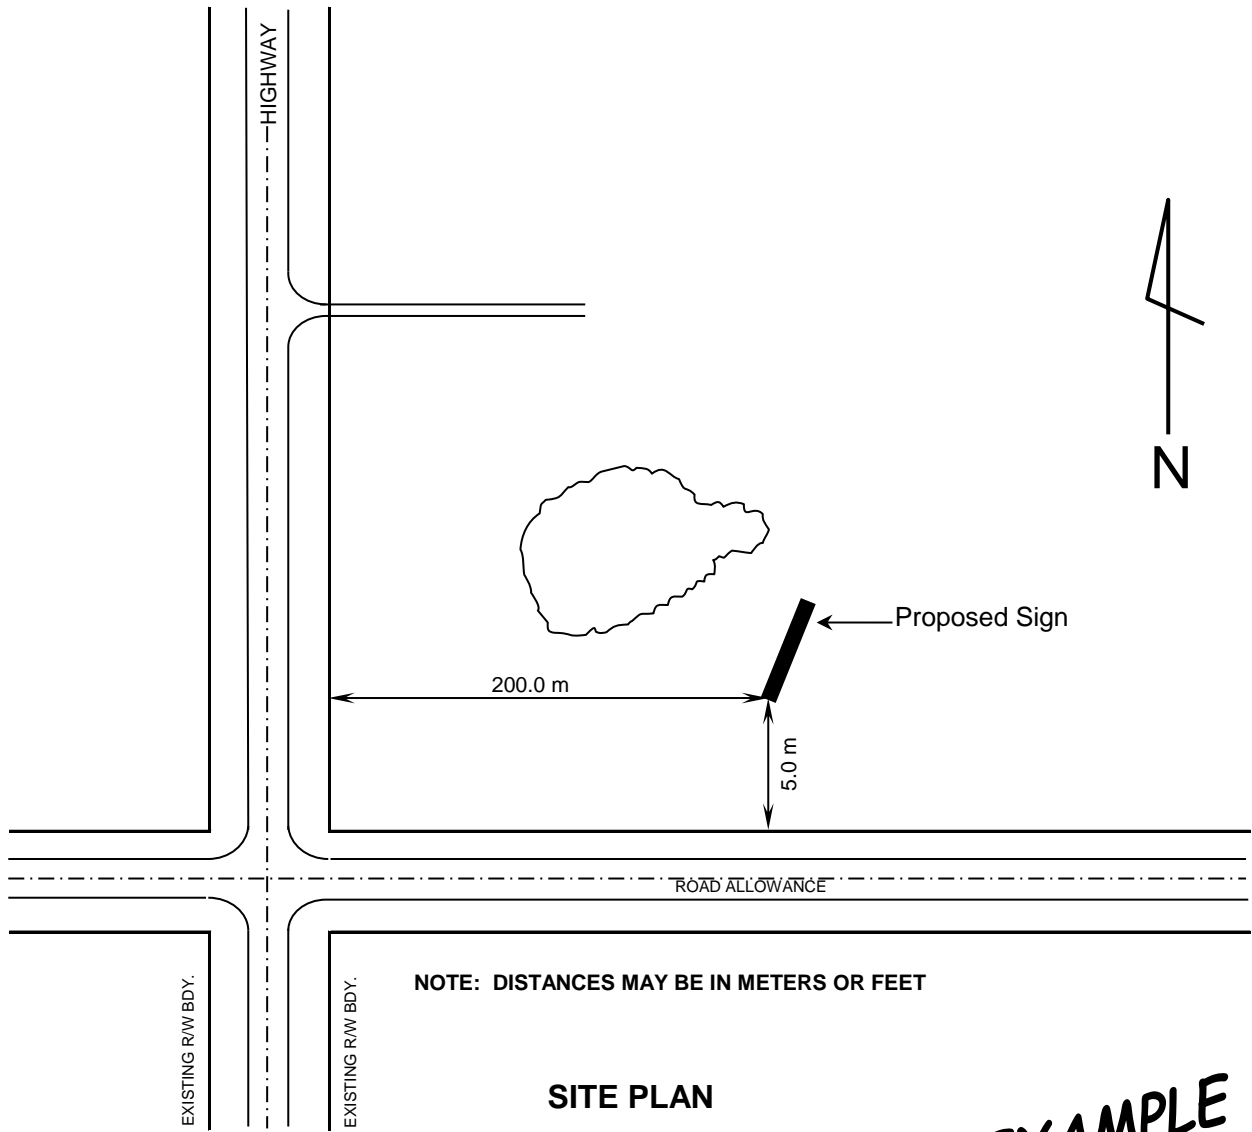 HIGHWAY
N
Proposed Sign
200.0 m
5.0 m
ROAD ALLOWANCE
EXISTING R/W BDY.
EXISTING R/W BDY.
NOTE: DISTANCES MAY BE IN METERS OR FEET
SITE PLAN
EXAMPLE